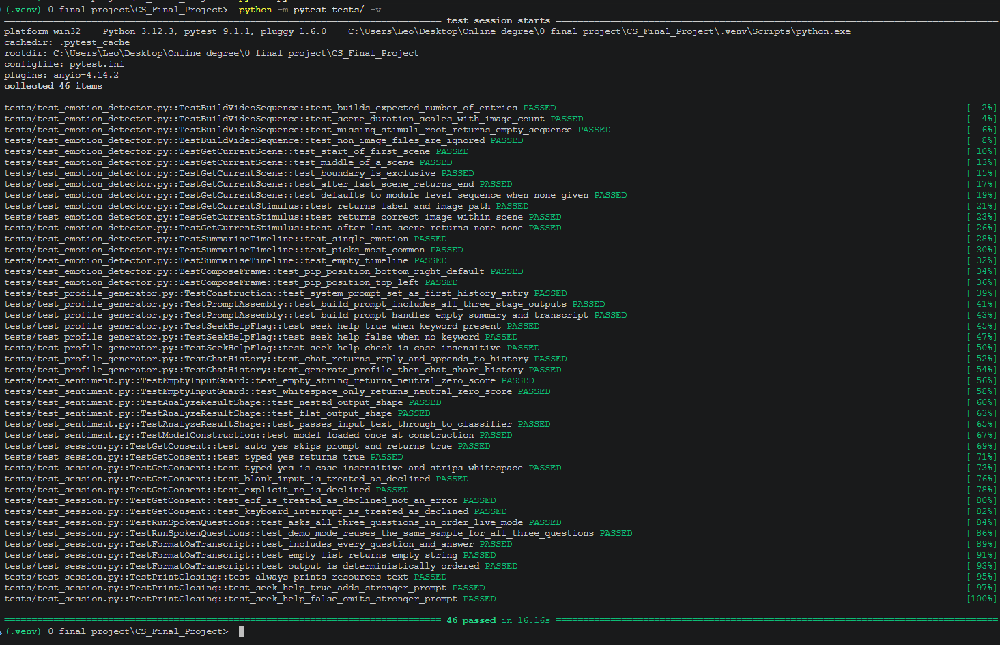 (.venv) 0 final project\CS_Final_Project>  python -m pytest tests/ -v
test session starts
platform win32 -- Python 3.12.3, pytest-9.1.1, pluggy-1.6.0 -- C:\Users\Leo\Desktop\Online degree\0 final project\CS_Final_Project\.venv\Scripts\python.exe
cachedir: .pytest_cache
rootdir: C:\Users\Leo\Desktop\Online degree\0 final project\CS_Final_Project
configfile: pytest.ini
plugins: anyio-4.14.2
collected 46 items
tests/test_emotion_detector.py::TestBuildVideoSequence::test_builds_expected_number_of_entries PASSED [  2%]
tests/test_emotion_detector.py::TestBuildVideoSequence::test_scene_duration_scales_with_image_count PASSED [  4%]
tests/test_emotion_detector.py::TestBuildVideoSequence::test_missing_stimuli_root_returns_empty_sequence PASSED [  6%]
tests/test_emotion_detector.py::TestBuildVideoSequence::test_non_image_files_are_ignored PASSED [  8%]
tests/test_emotion_detector.py::TestGetCurrentScene::test_start_of_first_scene PASSED [ 10%]
tests/test_emotion_detector.py::TestGetCurrentScene::test_middle_of_a_scene PASSED [ 13%]
tests/test_emotion_detector.py::TestGetCurrentScene::test_boundary_is_exclusive PASSED [ 15%]
tests/test_emotion_detector.py::TestGetCurrentScene::test_after_last_scene_returns_end PASSED [ 17%]
tests/test_emotion_detector.py::TestGetCurrentScene::test_defaults_to_module_level_sequence_when_none_given PASSED [ 19%]
tests/test_emotion_detector.py::TestGetCurrentStimulus::test_returns_label_and_image_path PASSED [ 21%]
tests/test_emotion_detector.py::TestGetCurrentStimulus::test_returns_correct_image_within_scene PASSED [ 23%]
tests/test_emotion_detector.py::TestGetCurrentStimulus::test_after_last_scene_returns_none_none PASSED [ 26%]
tests/test_emotion_detector.py::TestSummariseTimeline::test_single_emotion PASSED [ 28%]
tests/test_emotion_detector.py::TestSummariseTimeline::test_picks_most_common PASSED [ 30%]
tests/test_emotion_detector.py::TestSummariseTimeline::test_empty_timeline PASSED [ 32%]
tests/test_emotion_detector.py::TestComposeFrame::test_pip_position_bottom_right_default PASSED [ 34%]
tests/test_emotion_detector.py::TestComposeFrame::test_pip_position_top_left PASSED [ 36%]
tests/test_profile_generator.py::TestConstruction::test_system_prompt_set_as_first_history_entry PASSED [ 39%]
tests/test_profile_generator.py::TestPromptAssembly::test_build_prompt_includes_all_three_stage_outputs PASSED [ 41%]
tests/test_profile_generator.py::TestPromptAssembly::test_build_prompt_handles_empty_summary_and_transcript PASSED [ 43%]
tests/test_profile_generator.py::TestSeekHelpFlag::test_seek_help_true_when_keyword_present PASSED [ 45%]
tests/test_profile_generator.py::TestSeekHelpFlag::test_seek_help_false_when_no_keyword PASSED [ 47%]
tests/test_profile_generator.py::TestSeekHelpFlag::test_seek_help_check_is_case_insensitive PASSED [ 50%]
tests/test_profile_generator.py::TestChatHistory::test_chat_returns_reply_and_appends_to_history PASSED [ 52%]
tests/test_profile_generator.py::TestChatHistory::test_generate_profile_then_chat_share_history PASSED [ 54%]
tests/test_sentiment.py::TestEmptyInputGuard::test_empty_string_returns_neutral_zero_score PASSED [ 56%]
tests/test_sentiment.py::TestEmptyInputGuard::test_whitespace_only_returns_neutral_zero_score PASSED [ 58%]
tests/test_sentiment.py::TestAnalyzeResultShape::test_nested_output_shape PASSED [ 60%]
tests/test_sentiment.py::TestAnalyzeResultShape::test_flat_output_shape PASSED [ 63%]
tests/test_sentiment.py::TestAnalyzeResultShape::test_passes_input_text_through_to_classifier PASSED [ 65%]
tests/test_sentiment.py::TestModelConstruction::test_model_loaded_once_at_construction PASSED [ 67%]
tests/test_session.py::TestGetConsent::test_auto_yes_skips_prompt_and_returns_true PASSED [ 69%]
tests/test_session.py::TestGetConsent::test_typed_yes_returns_true PASSED [ 71%]
tests/test_session.py::TestGetConsent::test_typed_yes_is_case_insensitive_and_strips_whitespace PASSED [ 73%]
tests/test_session.py::TestGetConsent::test_blank_input_is_treated_as_declined PASSED [ 76%]
tests/test_session.py::TestGetConsent::test_explicit_no_is_declined PASSED [ 78%]
tests/test_session.py::TestGetConsent::test_eof_is_treated_as_declined_not_an_error PASSED [ 80%]
tests/test_session.py::TestGetConsent::test_keyboard_interrupt_is_treated_as_declined PASSED [ 82%]
tests/test_session.py::TestRunSpokenQuestions::test_asks_all_three_questions_in_order_live_mode PASSED [ 84%]
tests/test_session.py::TestRunSpokenQuestions::test_demo_mode_reuses_the_same_sample_for_all_three_questions PASSED [ 86%]
tests/test_session.py::TestFormatQaTranscript::test_includes_every_question_and_answer PASSED [ 89%]
tests/test_session.py::TestFormatQaTranscript::test_empty_list_returns_empty_string PASSED [ 91%]
tests/test_session.py::TestFormatQaTranscript::test_output_is_deterministically_ordered PASSED [ 93%]
tests/test_session.py::TestPrintClosing::test_always_prints_resources_text PASSED [ 95%]
tests/test_session.py::TestPrintClosing::test_seek_help_true_adds_stronger_prompt PASSED [ 97%]
tests/test_session.py::TestPrintClosing::test_seek_help_false_omits_stronger_prompt PASSED [100%]
46 passed in 16.16s
(.venv) 0 final project\CS_Final_Project>